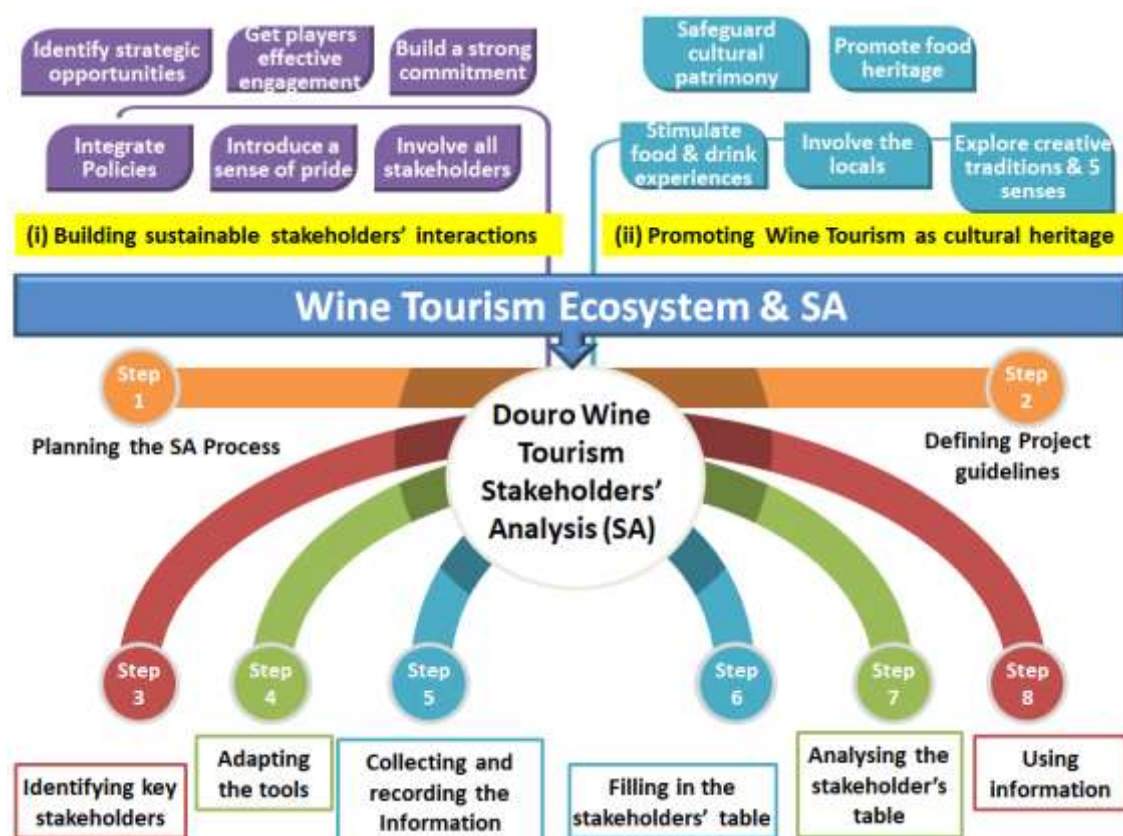 Identify strategic
opportunities
Get players
effective
engagement
Build a strong
commitment
Safeguard
cultural
patrimony
Promote food
heritage
Integrate
Policies
Introduce a
sense of pride
Involve all
stakeholders
Stimulate
food & drink
experiences
Involve the
locals
Explore creative
traditions & 5
senses
(i) Building sustainable stakeholders' interactions
(ii) Promoting Wine Tourism as cultural heritage
Wine Tourism Ecosystem & SA
Step
1
Planning the SA Process
Douro Wine
Tourism
Stakeholders'
Analysis (SA)
Step
2
Defining Project
guidelines
Step
3
Step
4
Step
5
Step
6
Step
7
Step
8
Identifying key
stakeholders
Adapting
the tools
Collecting and
recording the
Information
Filling in the
stakeholders' table
Analysing the
stakeholder's
table
Using
information